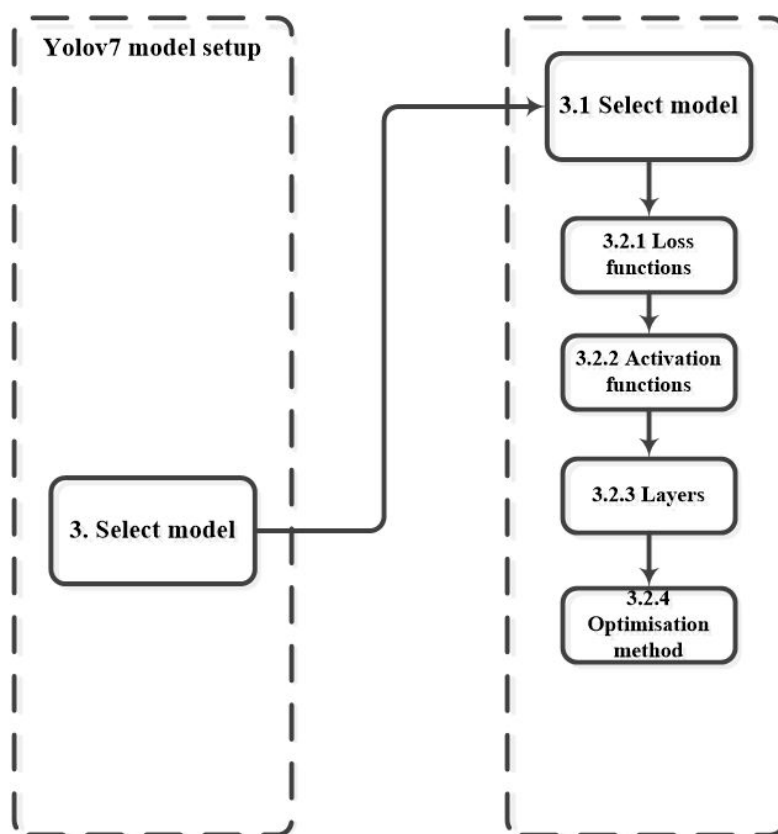 Yolov7 model setup
3. Select model
3.1 Select model
3.2.1 Loss
functions
3.2.2 Activation
functions
3.2.3 Layers
3.2.4
Optimisation
method